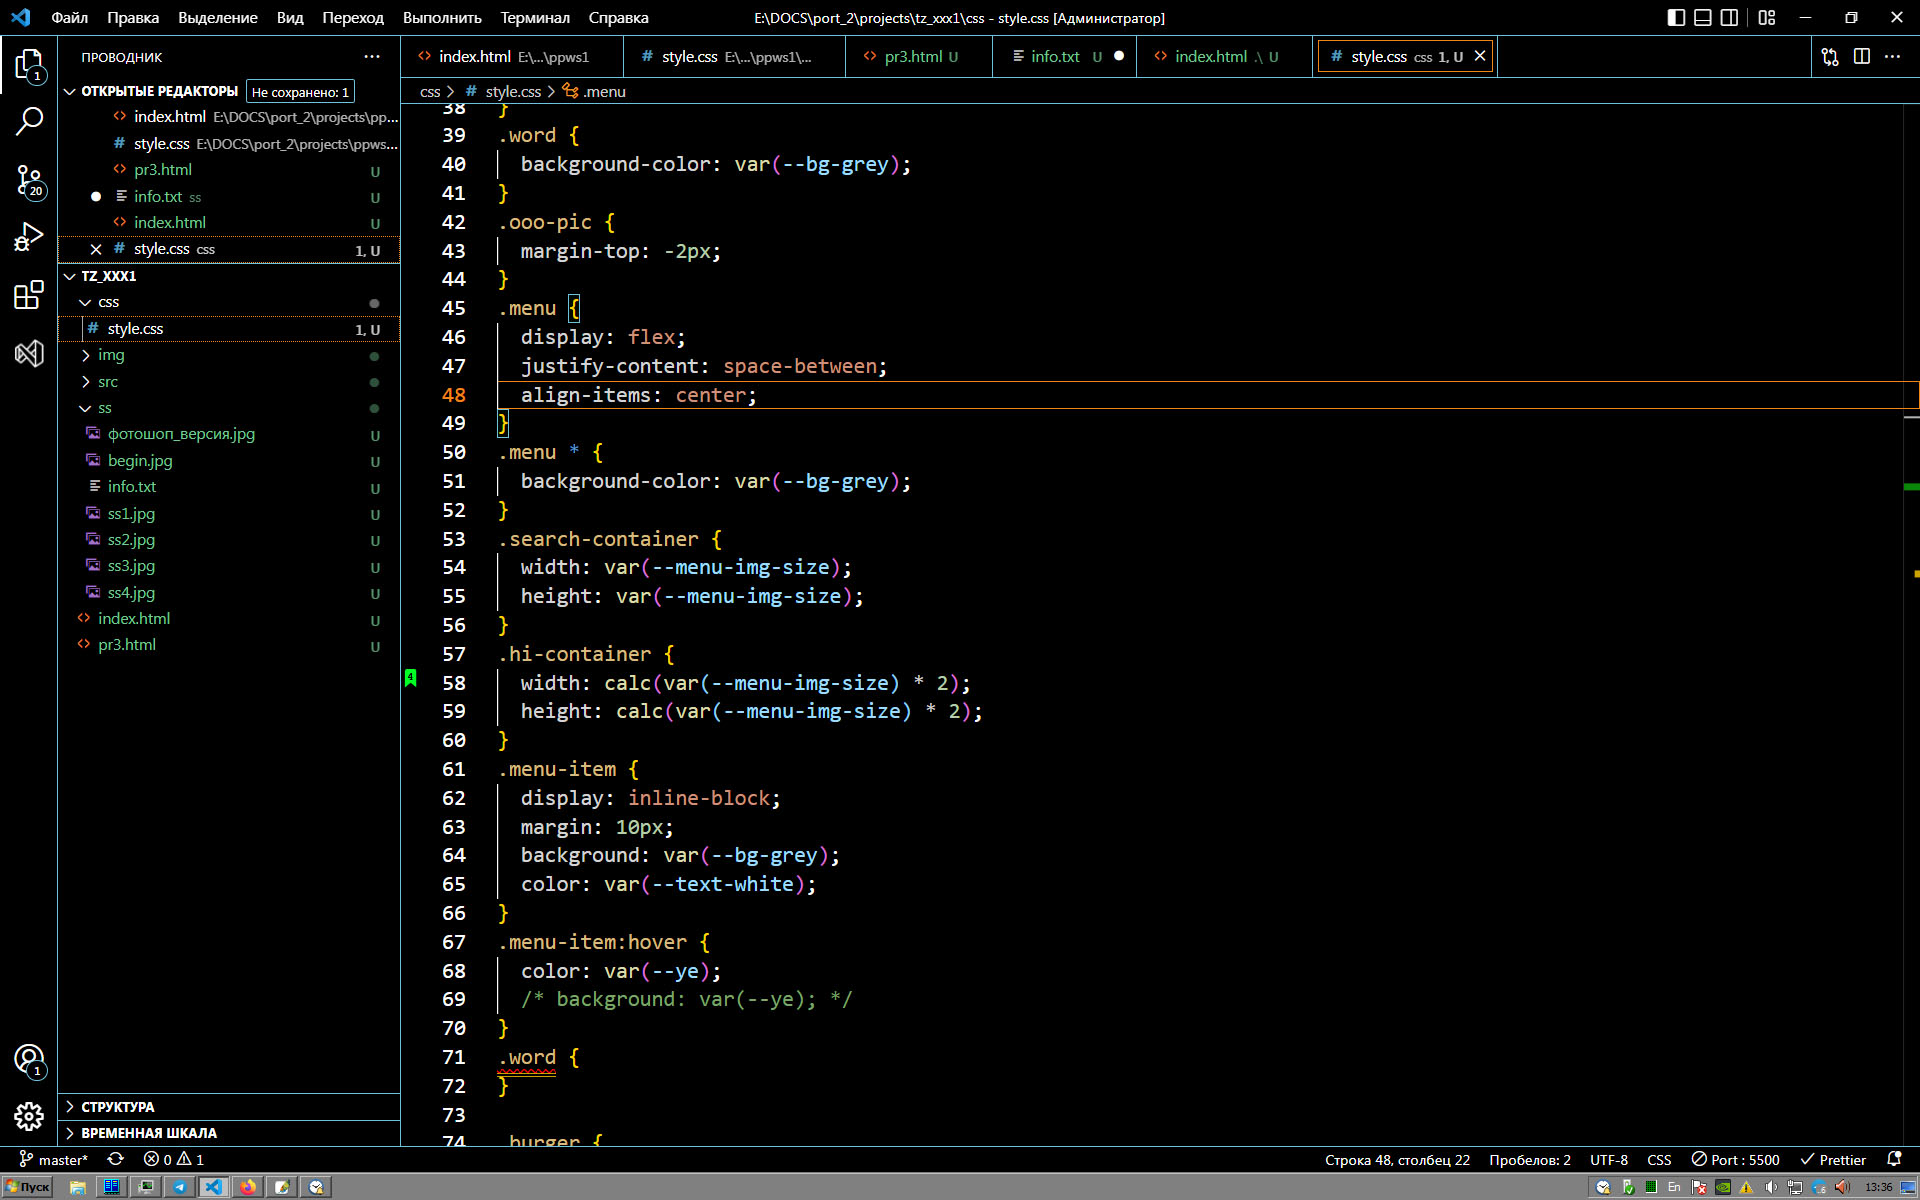 Файл Правка Выделение Вид Переход Выполнить Терминал Справка
E:\DOCS\port_2\projects\tz_xxx1\css - style.css [Администратор]
ПРОВОДНИК
index.html E:\...\ppws1
style.css E:\...\ppws1\...
pr3.html U
info.txt U
index.html .\ U
style.css css 1, U
css > # style.css > .menu
ОТКРЫТЫЕ РЕДАКТОРЫ Не сохранено: 1
index.html E:\DOCS\port_2\projects\pp...
# style.css E:\DOCS\port_2\projects\ppws...
pr3.html U
info.txt ss U
index.html U
# style.css css 1, U
TZ_XXX1
css
# style.css 1, U
img
src
ss
фотошоп_версия.jpg U
begin.jpg U
info.txt U
ss1.jpg U
ss2.jpg U
ss3.jpg U
ss4.jpg U
index.html U
pr3.html U
СТРУКТУРА
ВРЕМЕННАЯ ШКАЛА
1
20
1
38 }
39 .word {
40 background-color: var(--bg-grey);
41 }
42 .ooo-pic {
43 margin-top: -2px;
44 }
45 .menu {
46 display: flex;
47 justify-content: space-between;
48 align-items: center;
49 }
50 .menu * {
51 background-color: var(--bg-grey);
52 }
53 .search-container {
54 width: var(--menu-img-size);
55 height: var(--menu-img-size);
56 }
57 .hi-container {
4
58 width: calc(var(--menu-img-size) * 2);
59 height: calc(var(--menu-img-size) * 2);
60 }
61 .menu-item {
62 display: inline-block;
63 margin: 10px;
64 background: var(--bg-grey);
65 color: var(--text-white);
66 }
67 .menu-item:hover {
68 color: var(--ye);
69 /* background: var(--ye); */
70 }
71 .word {
72 }
73
74 .burger {
master* 0 1
Строка 48, столбец 22 Пробелов: 2 UTF-8 CSS Port : 5500 Prettier
Пуск
En
13:36